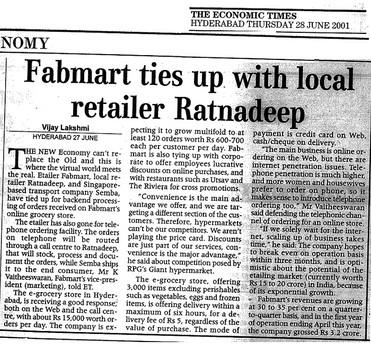 THE ECONOMIC TIMES
HYDERABAD THURSDAY 28 JUNE 2001
NOMY
Fabmart ties up with local
retailer Ratnadeep
Vijay Lakshmi
HYDERABAD 27 JUNE
THE NEW Economy can't re-
place the Old and this is
where the virtual world meets
the real. Etailer Fabmart, local re-
tailer Ratnadeep, and Singapore-
based transport company Semba,
have tied up for backend process-
ing of orders received on Fabmart's
online grocery store.
The etailer has also gone for tele-
phone ordering facility. The orders
on telephone will be routed
through a call centre to Ratnadeep,
that will stock, process and docu-
ment the orders, while Semba ships
it to the end consumer, Mr K
Vaitheeswaran, Fabmart's vice-
president (marketing), told ET.
The e-grocery store in Hyder-
abad, is receiving a good response;
both on the Web and the call cen-
tre, with about Rs 15,000 worth or-
ders per day. The company is ex-
pecting it to grow multifold to at
least 120 orders worth Rs 600-700
each per customer per day. Fab-
mart is also tying up with corpo-
rate to offer employees lucrative
discounts on online purchases, and
with restaurants such as Utsav and
The Riviera for cross promotions.
"Convenience is the main ad-
vantage we offer, and we are tar-
geting a different section of the cus-
tomers. Therefore, hypermarkets
can't be our competitors. We aren't
playing the price card. Discounts
are just part of our services, con-
venience is the major advantage,"
he said about competition posed by
RPG's Giant hypermarket.
The e-grocery store, offering
3,000 items excluding perishables
such as vegetables, eggs and frozen
items, is offering delivery within a
maximum of six hours, for a de-
livery fee of Rs 5, regardless of the
value of purchase. The mode of
payment is credit card on Web,
cash/cheque on delivery.
The main business is online or-
dering on the Web, but there are
internet penetration issues. Tele-
phone penetration is much higher,
and more women and housewives
prefer to order on phone, so it
makes sense to introduce telephone
ordering too," Mr Vaitheeswaran
said defending the telephonic chan-
nel of ordering for an online store.
"If we solely wait for the inter-
net, scaling up of business takes
time," he said. The company hopes
to break even on operation basis
within three months, and is op-
timistic about the potential of the
etailing market (currently worth
Rs 15 to 20 crore) in India, because
of its exponential growth.
Fabmart's revenues are growing
at 30 to 35 per cent on a quarter-
to-quarter basis, and in the first year
of operation ending April this year,
the company grossed Rs 3.2 crore.